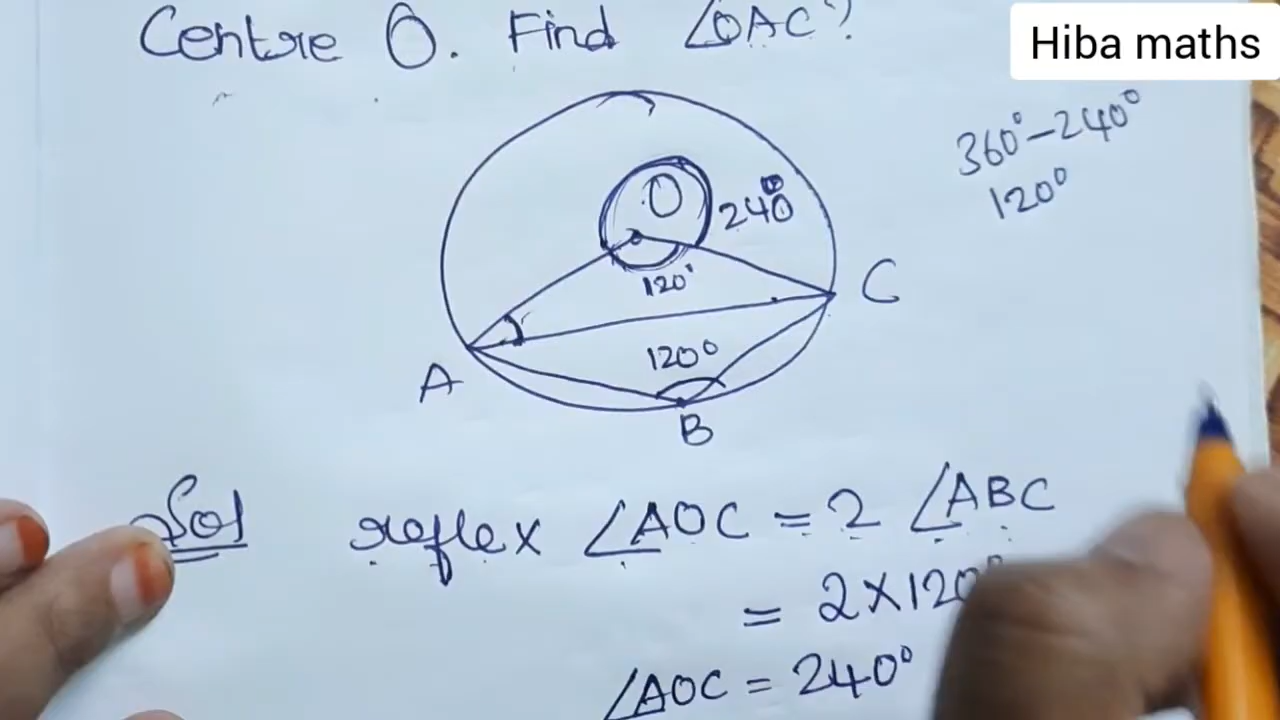 Centre O. Find ∠OAC?
Hiba maths
360° - 240°
120°
O
240°
120°
C
120°
A
B
Sol reflex ∠AOC = 2 ∠ABC
= 2 × 120°
∠AOC = 240°